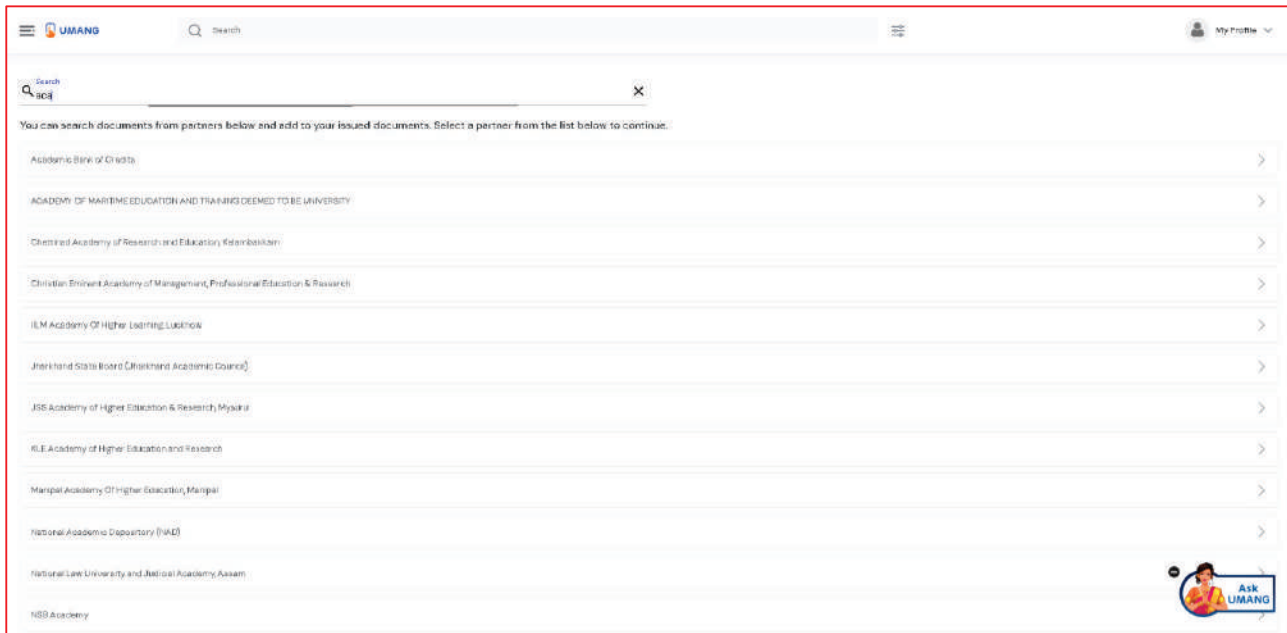 UMANG
Search
My Profile
Search
aca
You can search documents from partners below and add to your issued documents. Select a partner from the list below to continue.
Academic Bank of Credits
ACADEMY OF MARITIME EDUCATION AND TRAINING DEEMED TO BE UNIVERSITY
Chettinad Academy of Research and Education, Kelambakkam
Christian Eminent Academy of Management, Professional Education & Research
IILM Academy Of Higher Learning, Lucknow
Jharkhand State Board (Jharkhand Academic Council)
JSS Academy of Higher Education & Research, Mysuru
KLE Academy of Higher Education and Research
Manipal Academy Of Higher Education, Manipal
National Academic Depository (NAD)
National Law University and Judicial Academy, Assam
NSB Academy
Ask
UMANG